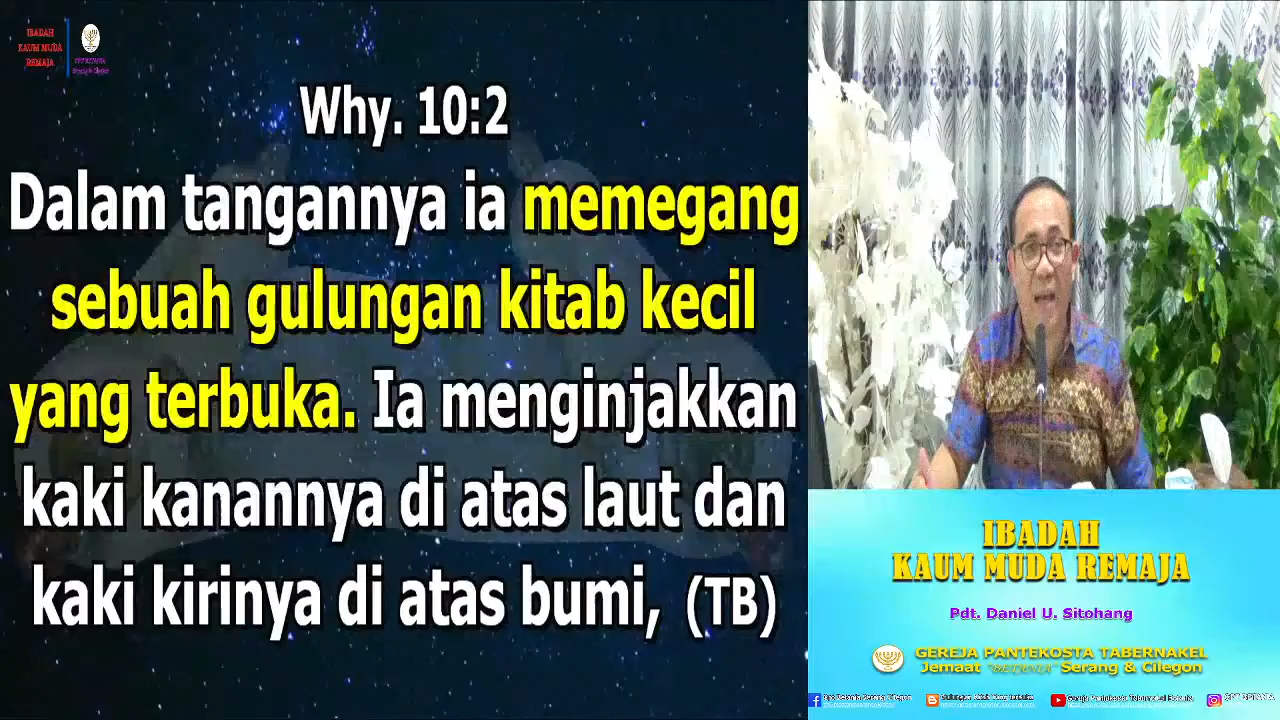 IBADAH
KAUM MUDA
REMAJA
Why. 10:2
Dalam tangannya ia memegang
sebuah gulungan kitab kecil
yang terbuka. Ia menginjakkan
kaki kanannya di atas laut dan
kaki kirinya di atas bumi, (TB)
IBADAH
KAUM MUDA REMAJA
Pdt. Daniel U. Sitohang
GEREJA PANTEKOSTA TABERNAKEL
Jemaat "BETANIA" Serang & Cilegon